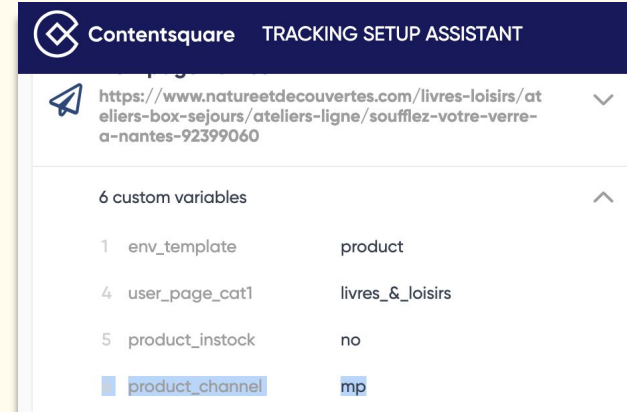 Contentsquare TRACKING SETUP ASSISTANT
https://www.natureetdecouvertes.com/livres-loisirs/at
eliers-box-sejours/ateliers-ligne/soufflez-votre-verre-
a-nantes-92399060
6 custom variables
1 env_template product
4 user_page_cat1 livres_&_loisirs
5 product_instock no
product_channel mp